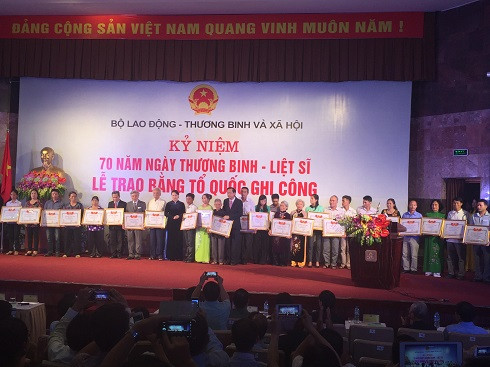 ĐẢNG CỘNG SẢN VIỆT NAM QUANG VINH MUÔN NĂM !
BỘ LAO ĐỘNG - THƯƠNG BINH VÀ XÃ HỘI
KỶ NIỆM
70 NĂM NGÀY THƯƠNG BINH - LIỆT SĨ
LỄ TRAO BẰNG TỔ QUỐC GHI CÔNG